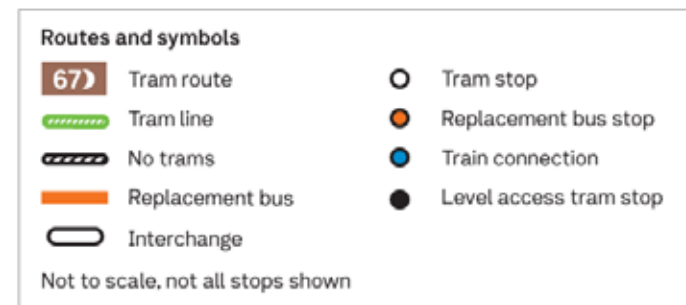 Routes and symbols
67
Tram route
Tram line
No trams
Replacement bus
Interchange
Tram stop
Replacement bus stop
Train connection
Level access tram stop
Not to scale, not all stops shown